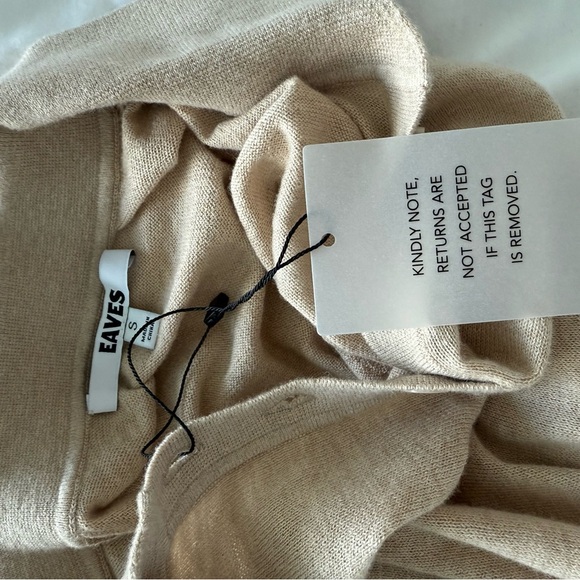 KINDLY NOTE,
RETURNS ARE
NOT ACCEPTED
IF THIS TAG
IS REMOVED.
EAVES
S